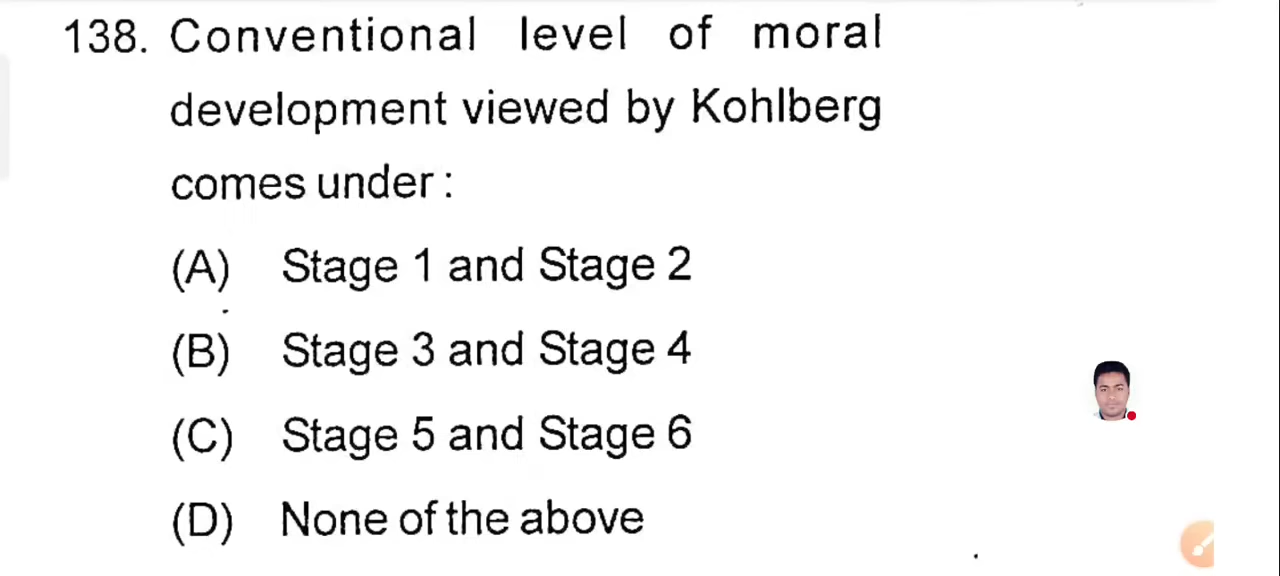 138. Conventional level of moral
development viewed by Kohlberg
comes under :
(A) Stage 1 and Stage 2
(B) Stage 3 and Stage 4
(C) Stage 5 and Stage 6
(D) None of the above